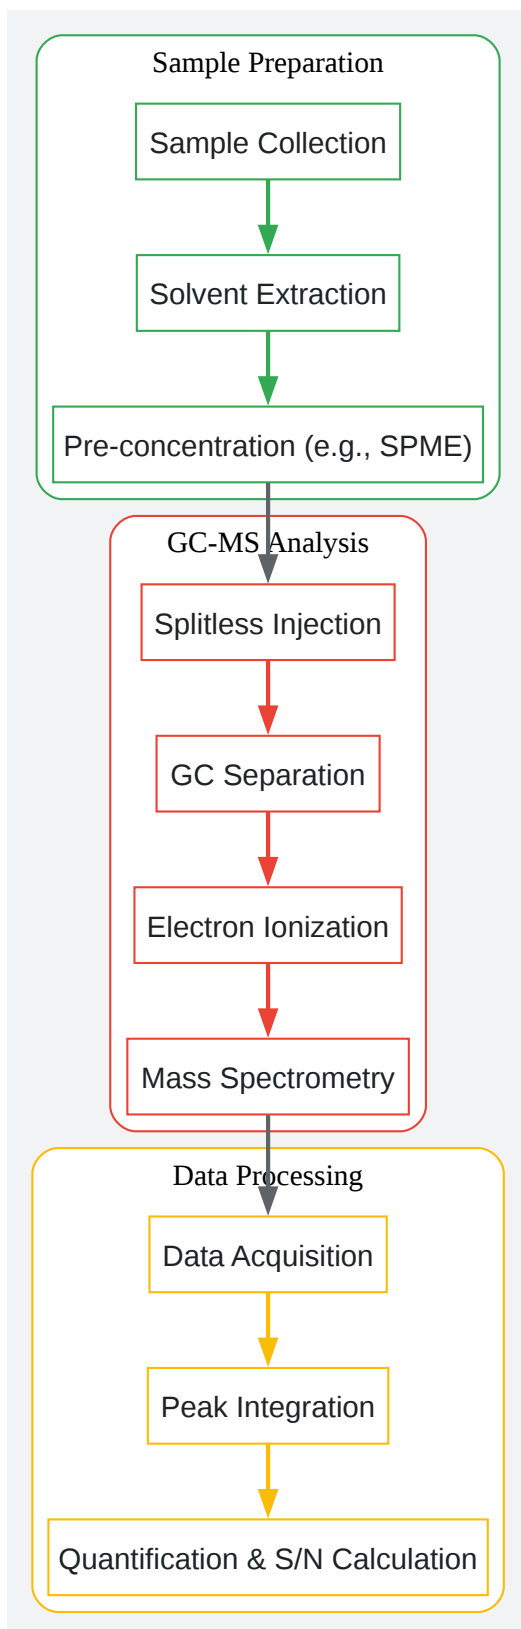 Sample Preparation
Sample Collection
Solvent Extraction
Pre-concentration (e.g., SPME)
GC-MS Analysis
Splitless Injection
GC Separation
Electron Ionization
Mass Spectrometry
Data Processing
Data Acquisition
Peak Integration
Quantification & S/N Calculation